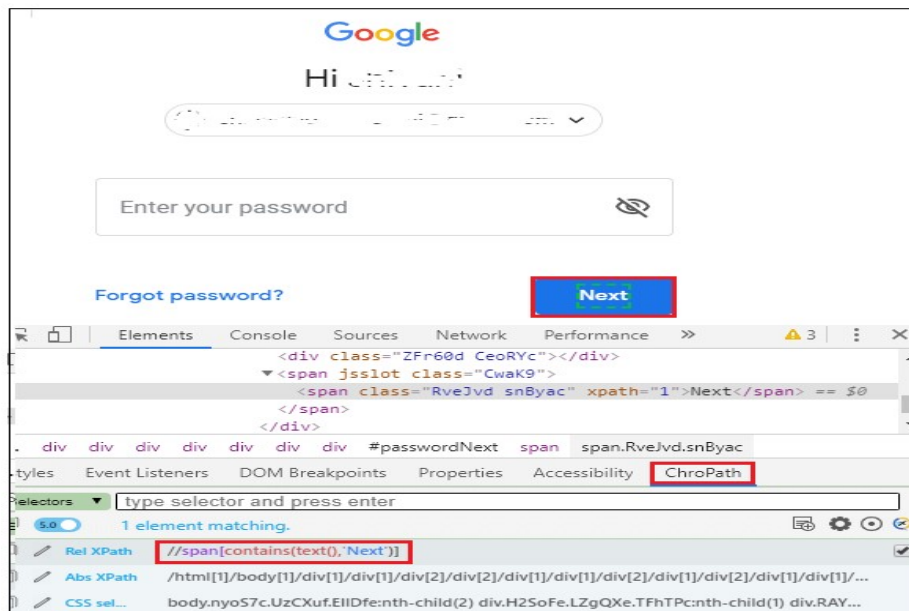 Google
Hi
Enter your password
Forgot password?
Next
Elements Console Sources Network Performance » 3
<div class="ZFr60d CeoRYc"></div>
▼<span jsslot class="CwaK9">
<span class="RveJvd snByac" xpath="1">Next</span> == $0
</span>
</div>
. div div div div div div div #passwordNext span span.RveJvd.snByac
tyles Event Listeners DOM Breakpoints Properties Accessibility ChroPath
electors ▼ type selector and press enter
5.0 1 element matching.
Rel XPath //span[contains(text(),'Next')]
Abs XPath /html[1]/body[1]/div[1]/div[1]/div[2]/div[2]/div[1]/div[1]/div[2]/div[1]/div[2]/div[1]/div[1]/...
CSS sel... body.nyoS7c.UzCXuf.EIIDfe:nth-child(2) div.H2SoFe.LZgQXe.TFhTPc:nth-child(1) div.RAY...